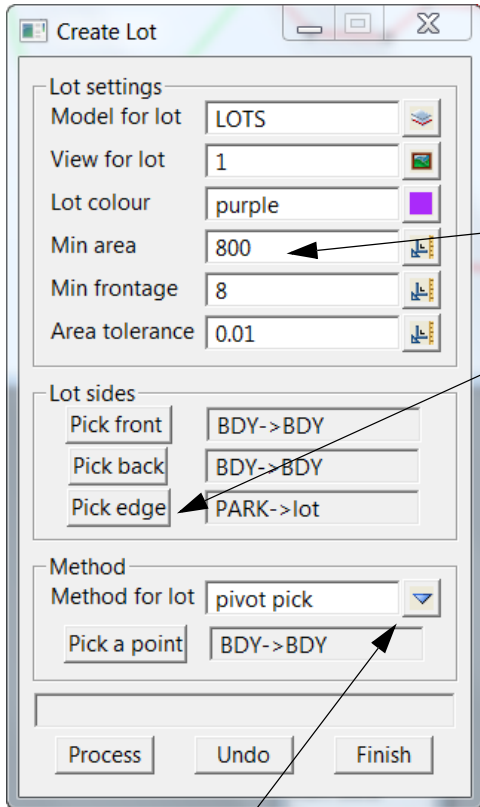 Create Lot
Lot settings
Model for lot LOTS
View for lot 1
Lot colour purple
Min area 800
Min frontage 8
Area tolerance 0.01
Lot sides
Pick front BDY->BDY
Pick back BDY->BDY
Pick edge PARK->lot
Method
Method for lot pivot pick
Pick a point BDY->BDY
Process Undo Finish